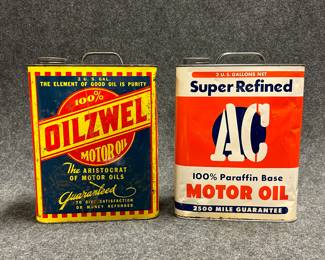 2 U.S. GAL.
THE ELEMENT OF GOOD OIL IS PURITY
100%
OILZWEL
MOTOR OIL
The ARISTOCRAT
OF MOTOR OILS
Guaranteed
TO GIVE SATISFACTION
OR MONEY REFUNDED
2 U.S. GALLONS NET
Super Refined
AC
100% Paraffin Base
MOTOR OIL
2500 MILE GUARANTEE